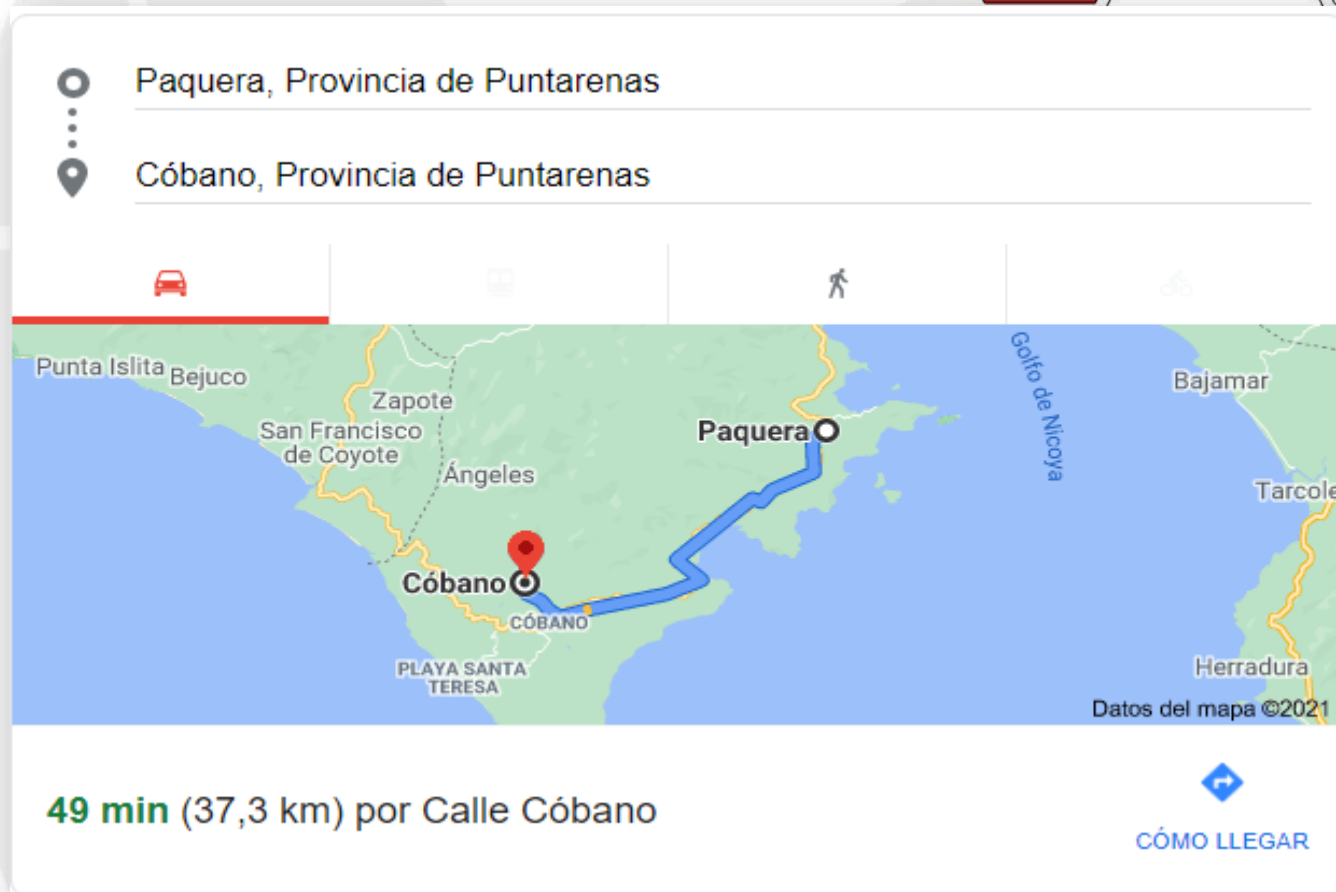 Paquera, Provincia de Puntarenas
Cóbano, Provincia de Puntarenas
Punta Islita
Bejuco
Zapote
San Francisco
de Coyote
Ángeles
Paquera
Golfo de Nicoya
Bajamar
Tarcole
Cóbano
CÓBANO
PLAYA SANTA
TERESA
Herradura
Datos del mapa ©2021
49 min (37,3 km) por Calle Cóbano
CÓMO LLEGAR